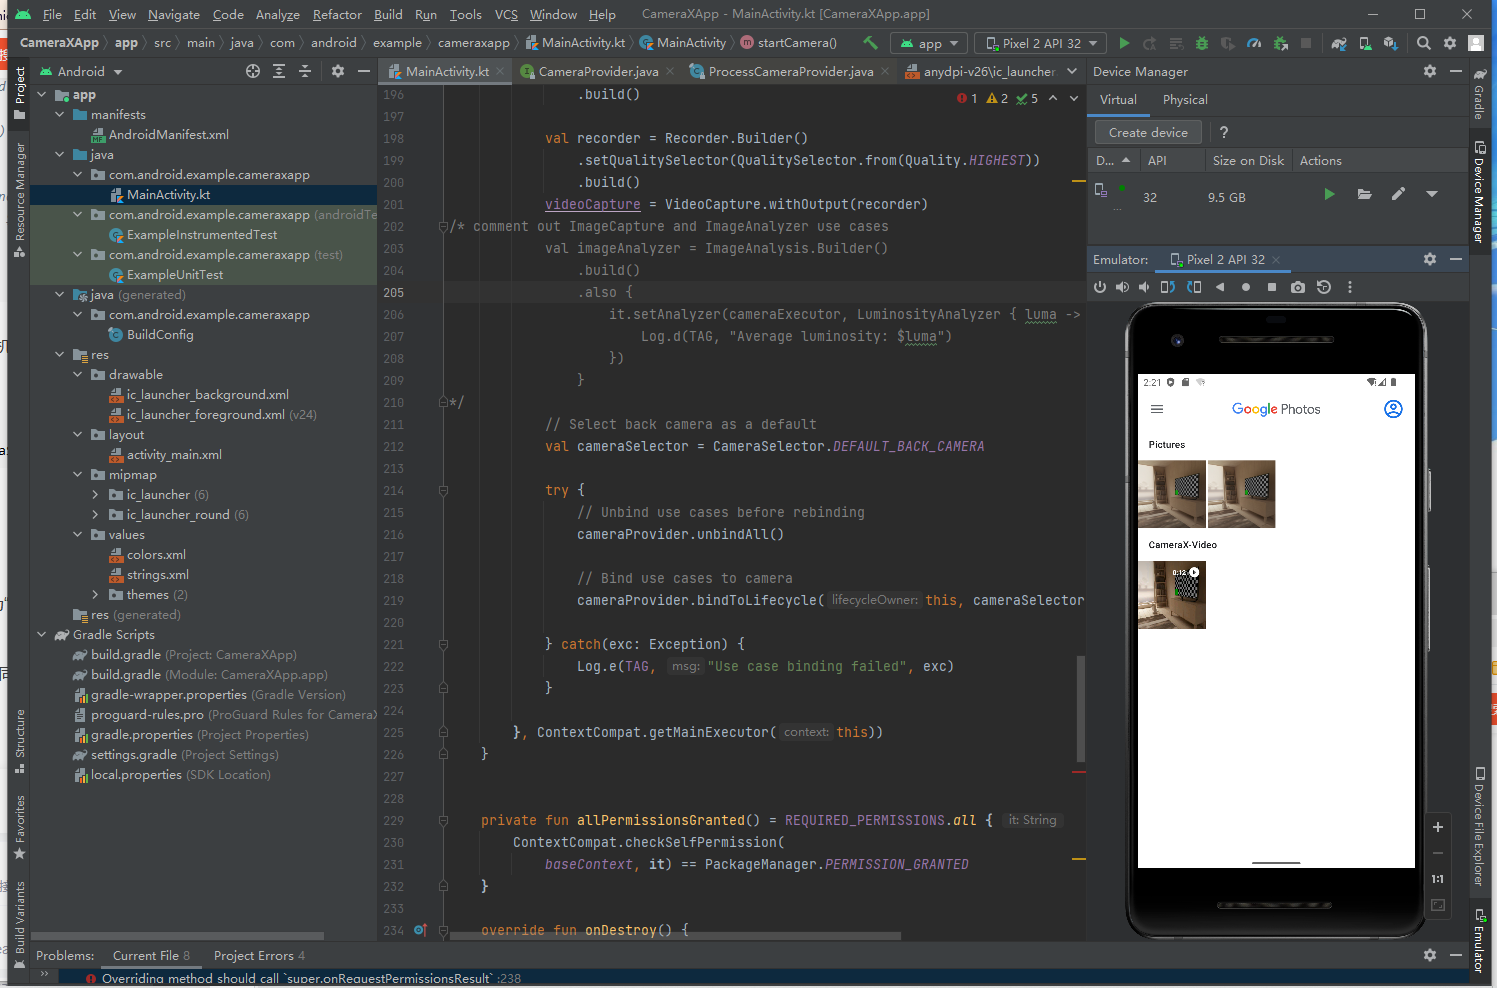 File Edit View Navigate Code Analyze Refactor Build Run Tools VCS Window Help CameraXApp - MainActivity.kt [CameraXApp.app]
CameraXApp app src main java com android example cameraxapp MainActivity.kt MainActivity startCamera() app Pixel 2 API 32
Project
Resource Manager
Structure
Favorites
Build Variants
Android
app
manifests
AndroidManifest.xml
java
com.android.example.cameraxapp
MainActivity.kt
com.android.example.cameraxapp (androidTe
ExampleInstrumentedTest
com.android.example.cameraxapp (test)
ExampleUnitTest
java (generated)
com.android.example.cameraxapp
BuildConfig
res
drawable
ic_launcher_background.xml
ic_launcher_foreground.xml (v24)
layout
activity_main.xml
mipmap
ic_launcher (6)
ic_launcher_round (6)
values
colors.xml
strings.xml
themes (2)
res (generated)
Gradle Scripts
build.gradle (Project: CameraXApp)
build.gradle (Module: CameraXApp.app)
gradle-wrapper.properties (Gradle Version)
proguard-rules.pro (ProGuard Rules for CameraX
gradle.properties (Project Properties)
settings.gradle (Project Settings)
local.properties (SDK Location)
MainActivity.kt CameraProvider.java ProcessCameraProvider.java anydpi-v26\ic_launcher
1 2 5
196 .build()
197
198 val recorder = Recorder.Builder()
199 .setQualitySelector(QualitySelector.from(Quality.HIGHEST))
200 .build()
201 videoCapture = VideoCapture.withOutput(recorder)
202 /* comment out ImageCapture and ImageAnalyzer use cases
203 val imageAnalyzer = ImageAnalysis.Builder()
204 .build()
205 .also {
206 it.setAnalyzer(cameraExecutor, LuminosityAnalyzer { luma ->
207 Log.d(TAG, "Average luminosity: $luma")
208 })
209 }
210 */
211 // Select back camera as a default
212 val cameraSelector = CameraSelector.DEFAULT_BACK_CAMERA
213
214 try {
215 // Unbind use cases before rebinding
216 cameraProvider.unbindAll()
217
218 // Bind use cases to camera
219 cameraProvider.bindToLifecycle( lifecycleOwner: this, cameraSelector
220
221 } catch(exc: Exception) {
222 Log.e(TAG, msg: "Use case binding failed", exc)
223 }
224
225 }, ContextCompat.getMainExecutor( context: this))
226 }
227
228
229 private fun allPermissionsGranted() = REQUIRED_PERMISSIONS.all { it: String
230 ContextCompat.checkSelfPermission(
231 baseContext, it) == PackageManager.PERMISSION_GRANTED
232 }
233
234 override fun onDestroy() {
Device Manager
Virtual Physical
Create device ?
D... API Size on Disk Actions
... 32 9.5 GB
Emulator: Pixel 2 API 32
2:21
Google Photos
Pictures
CameraX-Video
0:12
1:1
Gradle
Device Manager
Device File Explorer
Emulator
Problems: Current File 8 Project Errors 4
Overriding method should call `super.onRequestPermissionsResult` :238